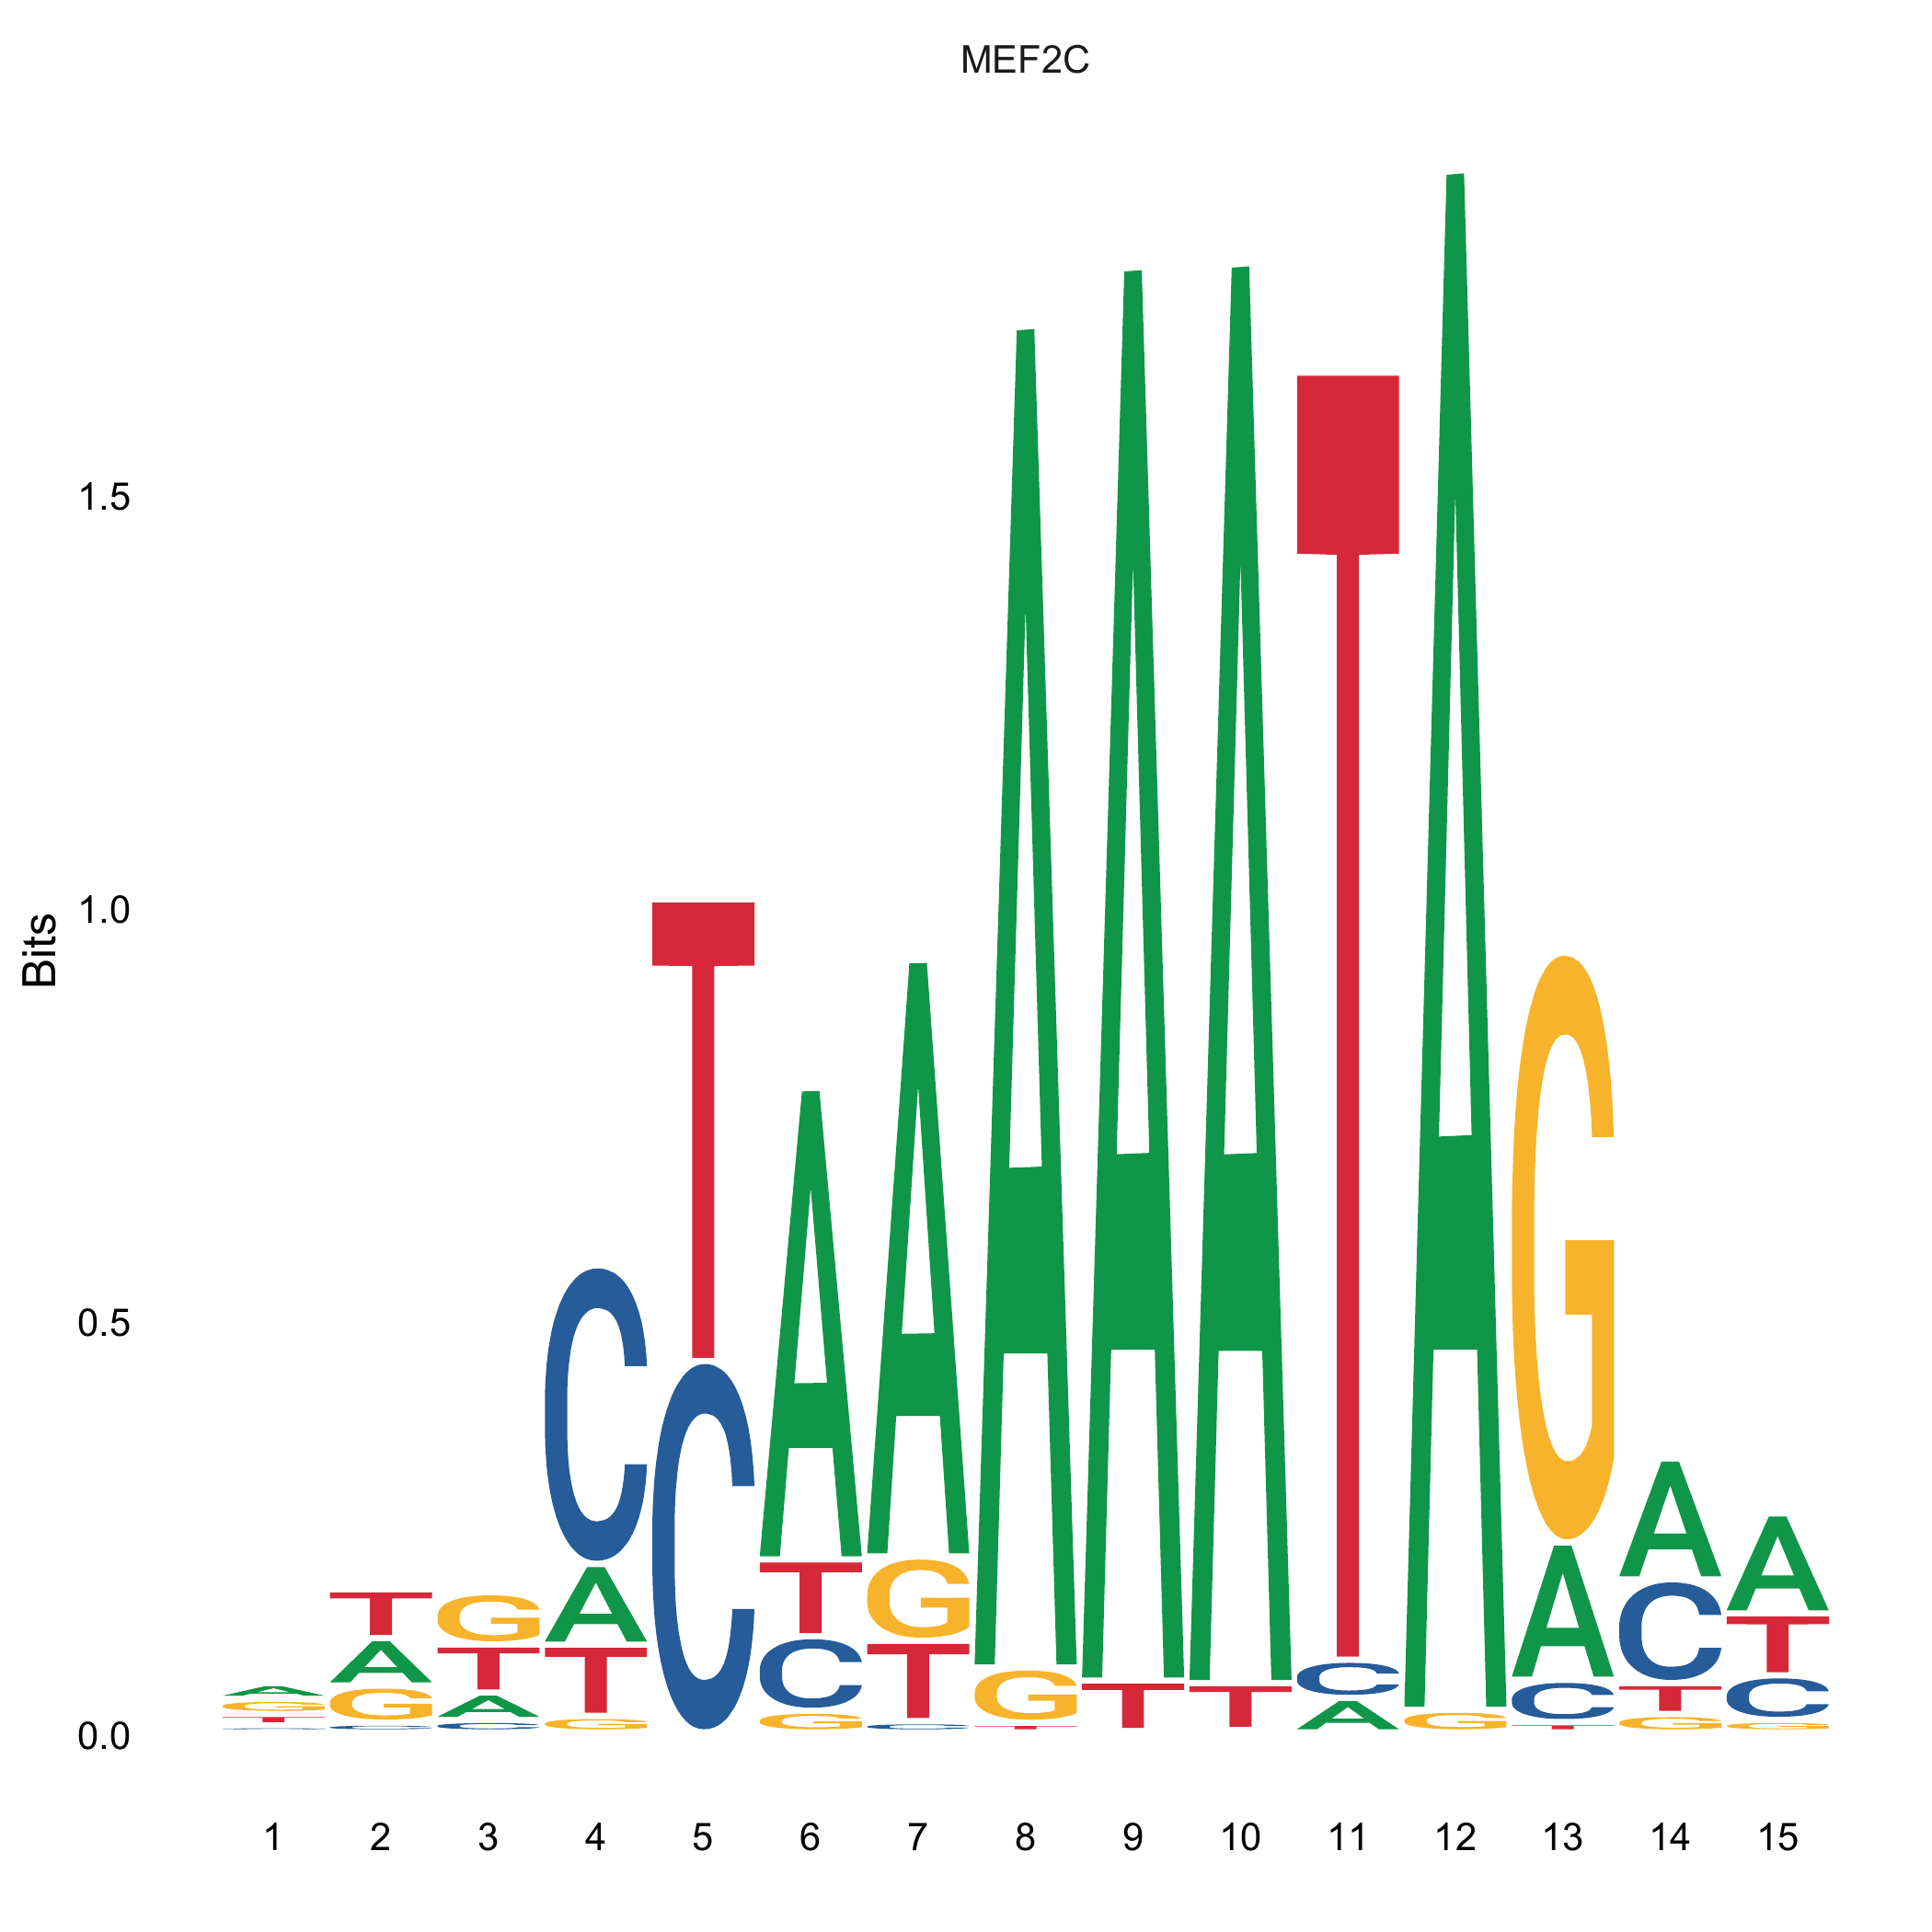 MEF2C
Bits
1.5
1.0
0.5
0.0
A G T C
T A G C
G T A C
C A T G
T C
A T C G
A G T C
A G T
A T
A T
T C A
A G
G A C T
A C T G
A T C G
1 2 3 4 5 6 7 8 9 10 11 12 13 14 15